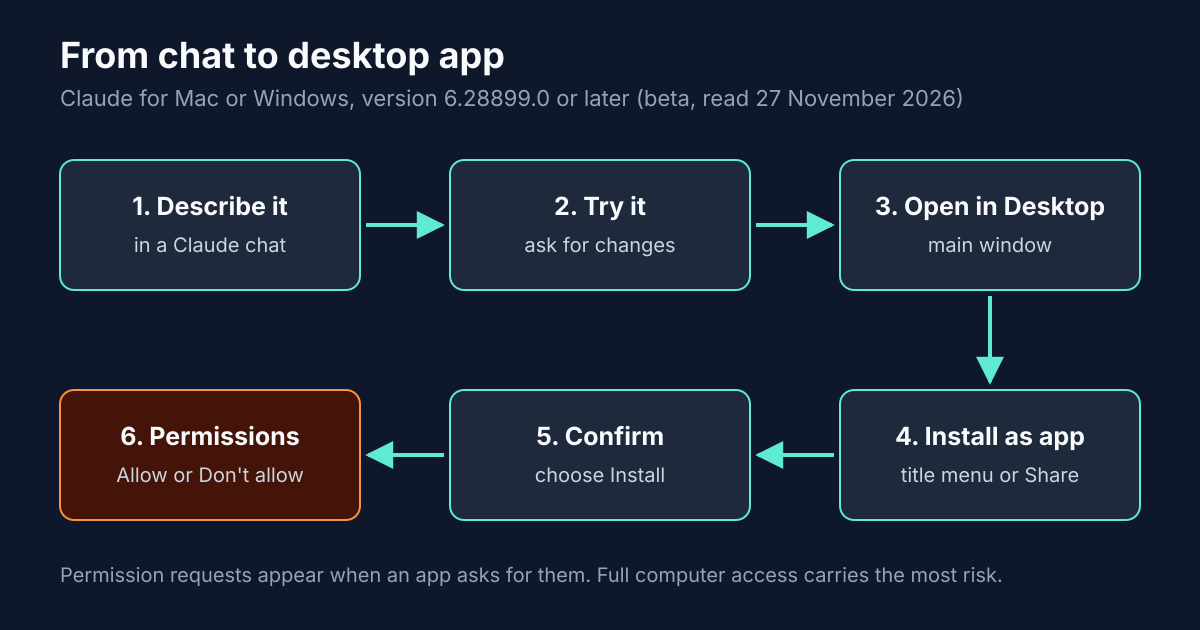 From chat to desktop app
Claude for Mac or Windows, version 6.28899.0 or later (beta, read 27 November 2026)
1. Describe it
in a Claude chat
2. Try it
ask for changes
3. Open in Desktop
main window
4. Install as app
title menu or Share
5. Confirm
choose Install
6. Permissions
Allow or Don't allow
Permission requests appear when an app asks for them. Full computer access carries the most risk.